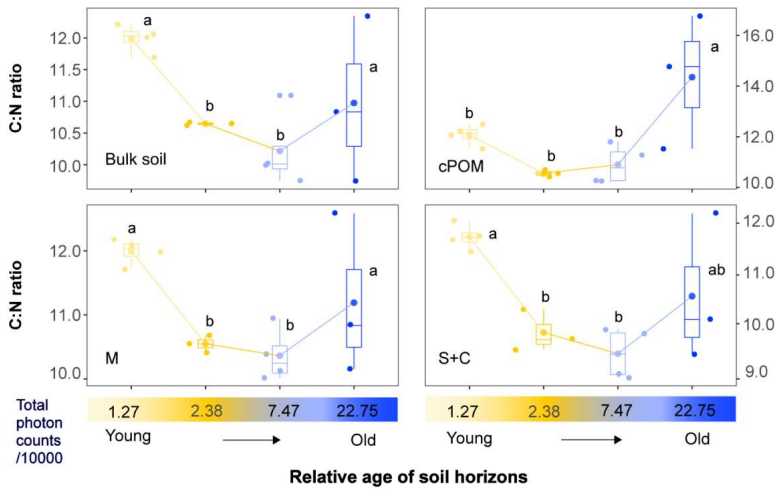 C:N ratio
12.0
11.5
11.0
10.5
10.0
a
b
b
a
Bulk soil
16.0
14.0
12.0
10.0
b
b
b
a
cPOM
C:N ratio
12.0
11.0
10.0
a
b
b
a
M
12.0
11.0
10.0
9.0
a
b
b
ab
S+C
Total
photon
counts
/10000
1.27 2.38 7.47 22.75
1.27 2.38 7.47 22.75
Young Old
Young Old
Relative age of soil horizons